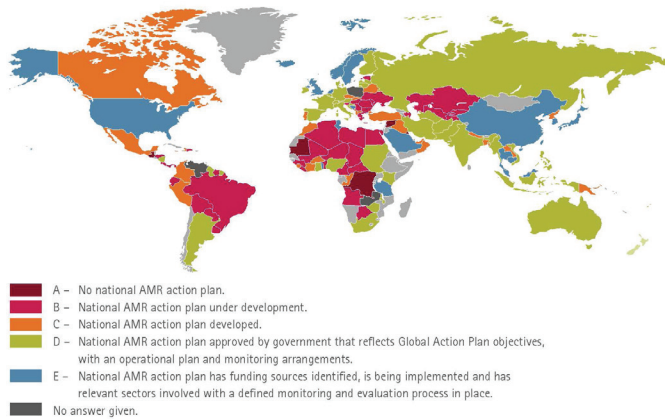 A – No national AMR action plan.
B – National AMR action plan under development.
C – National AMR action plan developed.
D – National AMR action plan approved by government that reflects Global Action Plan objectives,
with an operational plan and monitoring arrangements.
E – National AMR action plan has funding sources identified, is being implemented and has
relevant sectors involved with a defined monitoring and evaluation process in place.
No answer given.